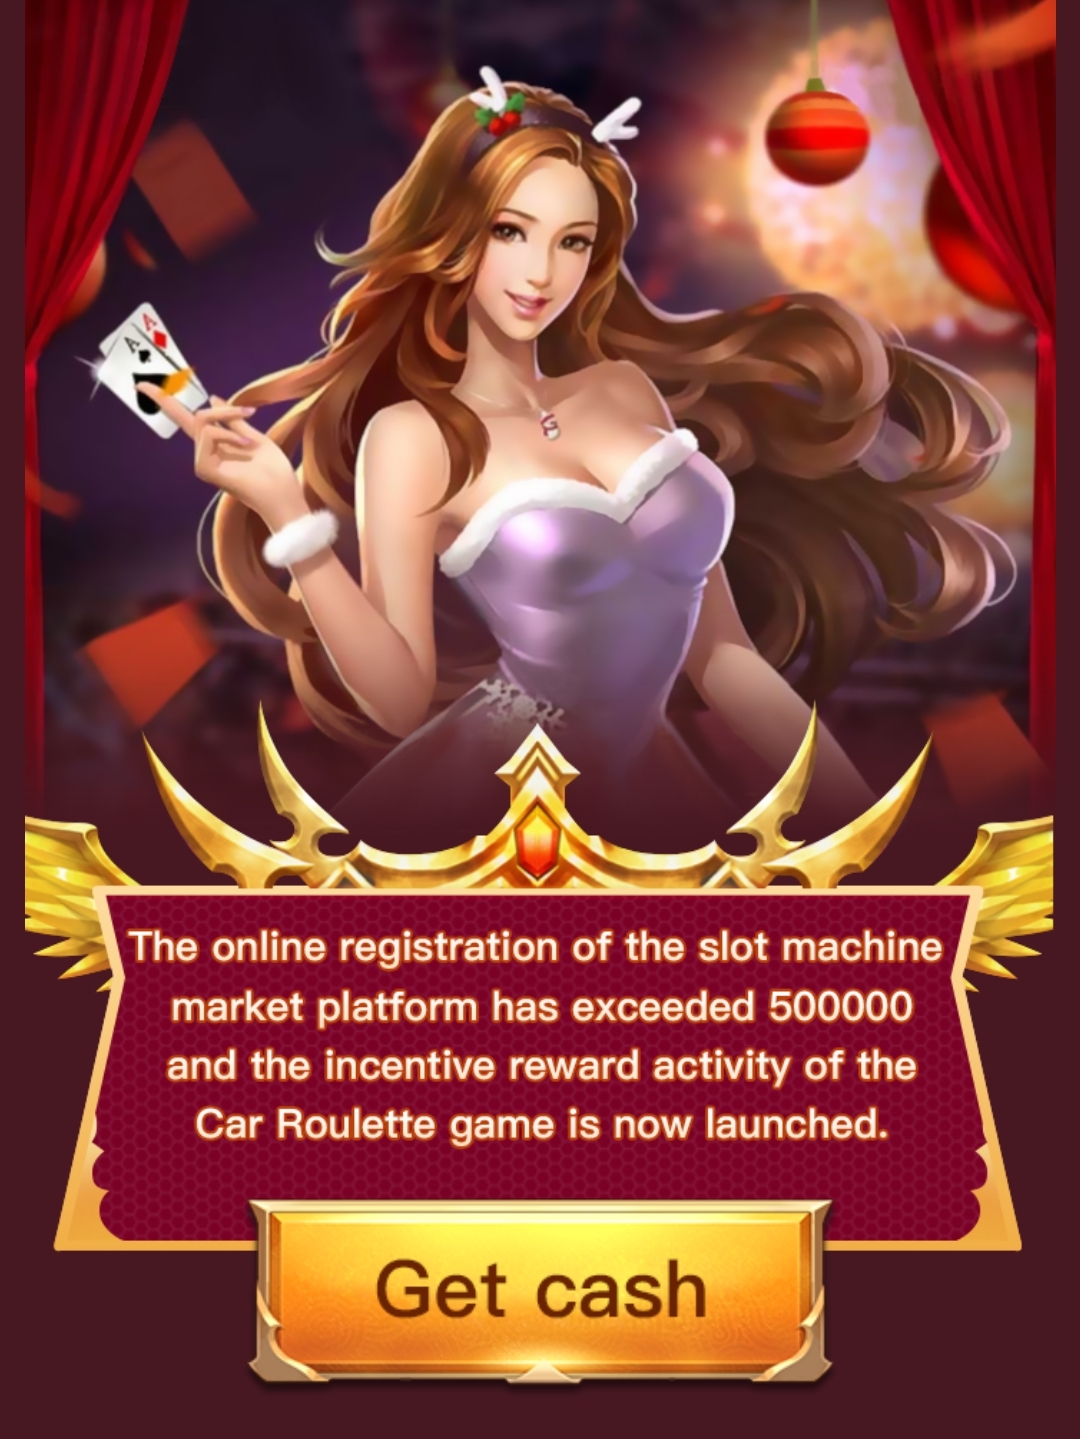 A
A
The online registration of the slot machine
market platform has exceeded 500000
and the incentive reward activity of the
Car Roulette game is now launched.
Get cash